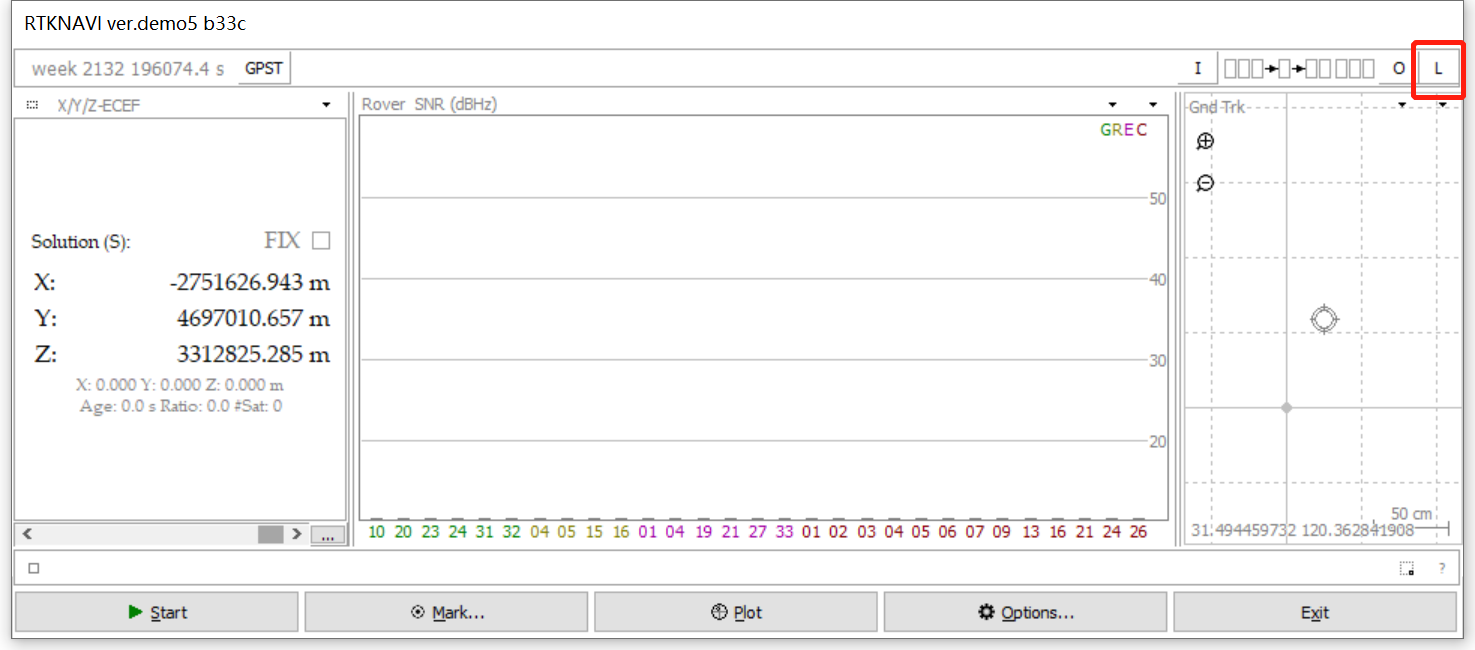 RTKNAVI ver.demo5 b33c
week 2132 196074.4 s GPST I O L
X/Y/Z-ECEF
Solution (S): FIX
X: -2751626.943 m
Y: 4697010.657 m
Z: 3312825.285 m
X: 0.000 Y: 0.000 Z: 0.000 m
Age: 0.0 s Ratio: 0.0 #Sat: 0
...
Rover SNR (dBHz)
GREC
50
40
30
20
10 20 23 24 31 32 04 05 15 16 01 04 19 21 27 33 01 02 03 04 05 06 07 09 13 16 21 24 26
Gnd Trk
50 cm
31.494459732 120.362841908
?
Start Mark... Plot Options... Exit